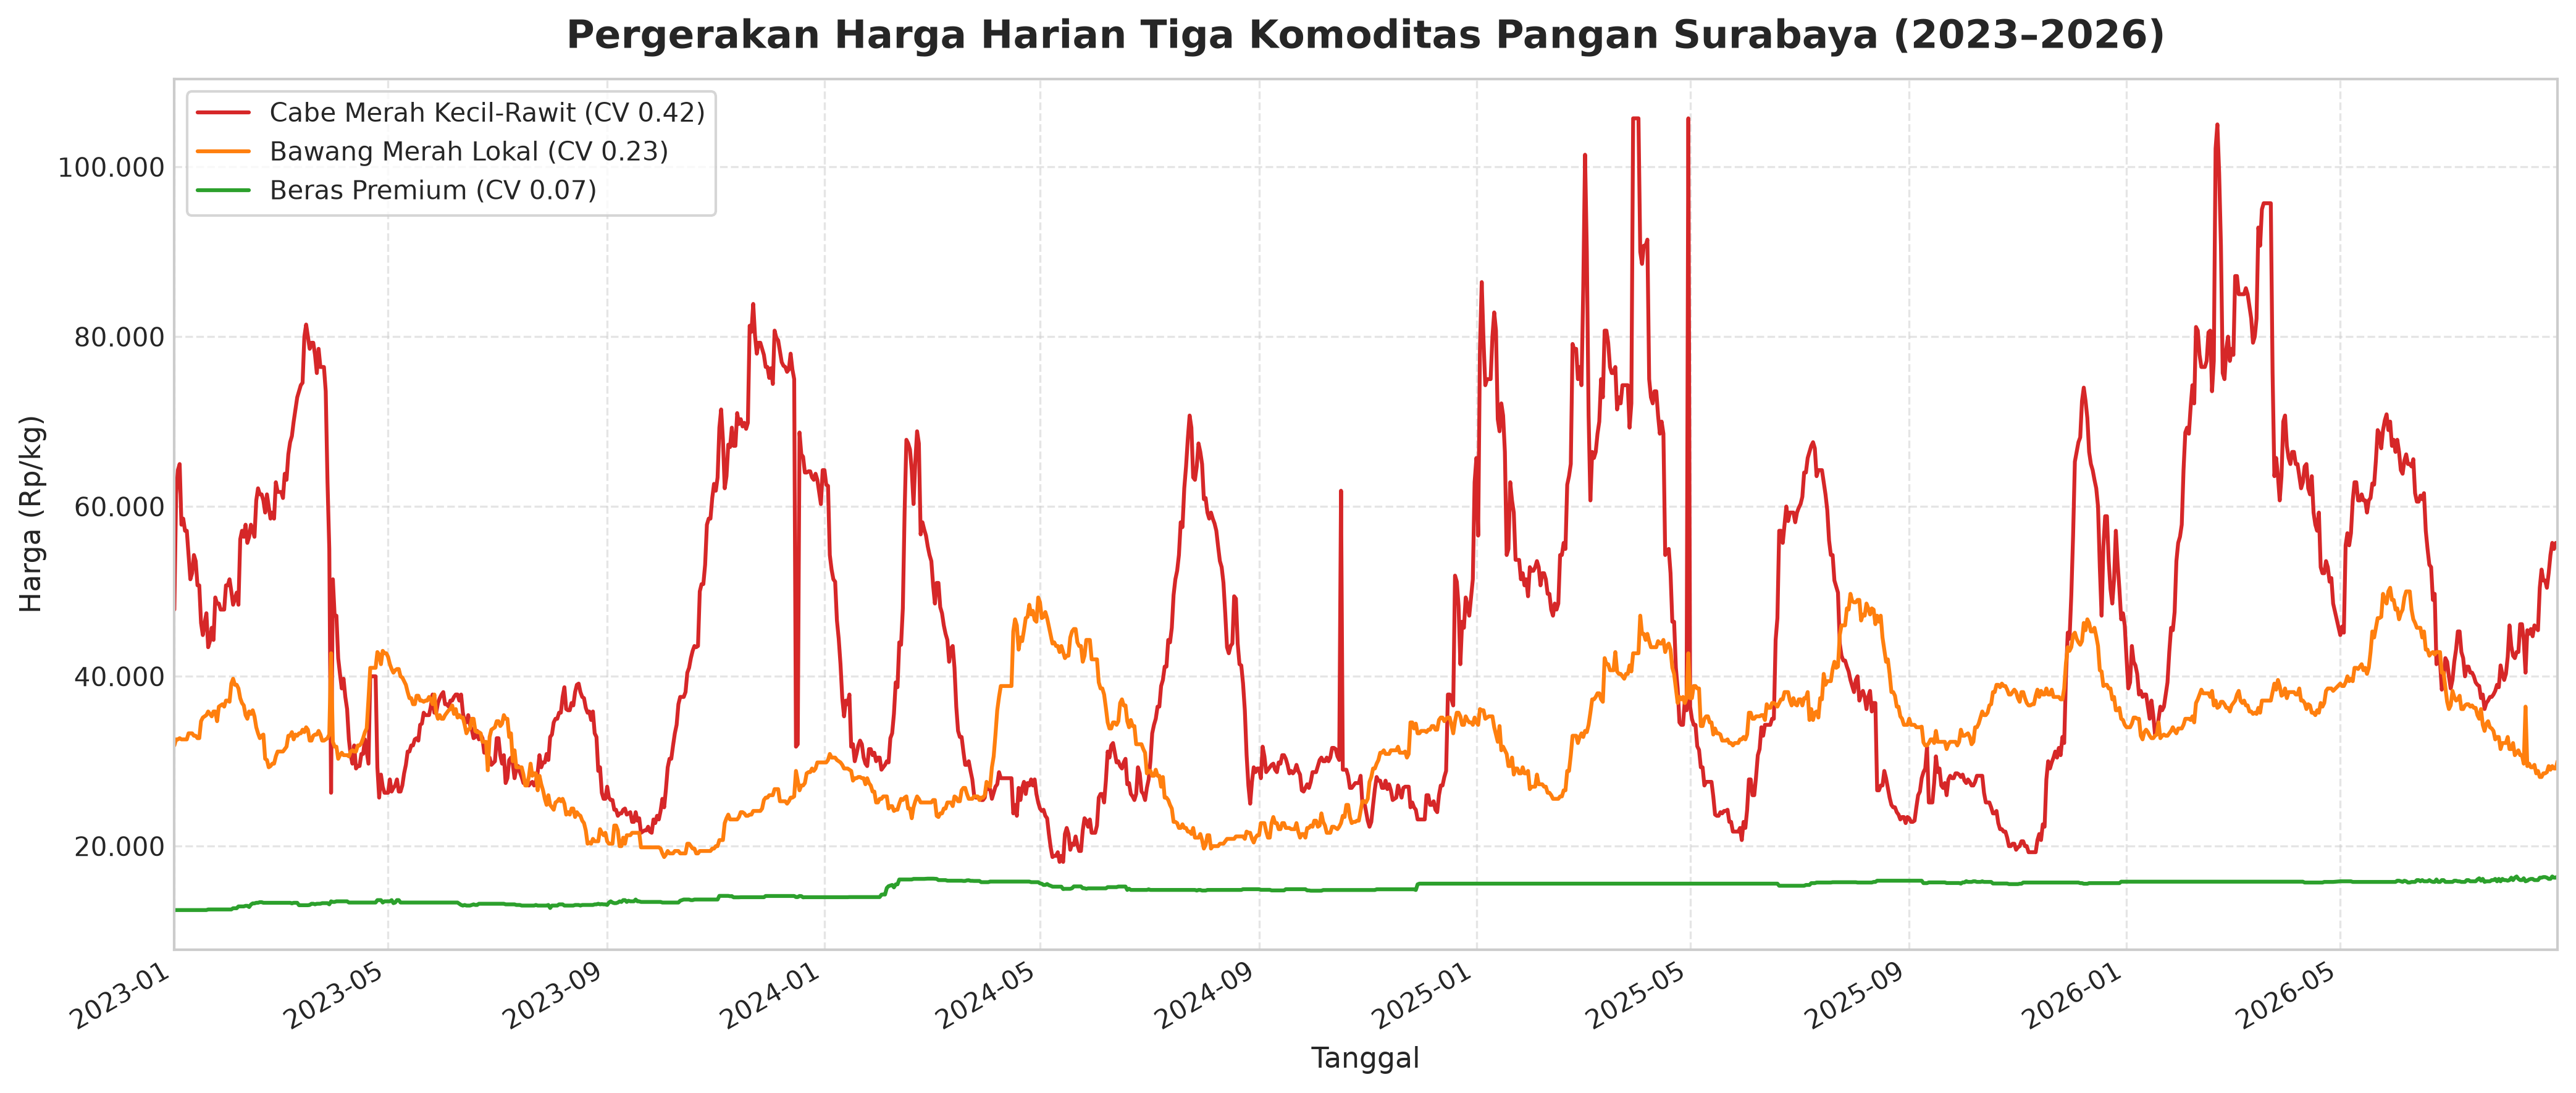 Pergerakan Harga Harian Tiga Komoditas Pangan Surabaya (2023–2026)
Cabe Merah Kecil-Rawit (CV 0.42)
Bawang Merah Lokal (CV 0.23)
Beras Premium (CV 0.07)
Harga (Rp/kg)
100.000
80.000
60.000
40.000
20.000
2023-01
2023-05
2023-09
2024-01
2024-05
2024-09
2025-01
2025-05
2025-09
2026-01
2026-05
Tanggal